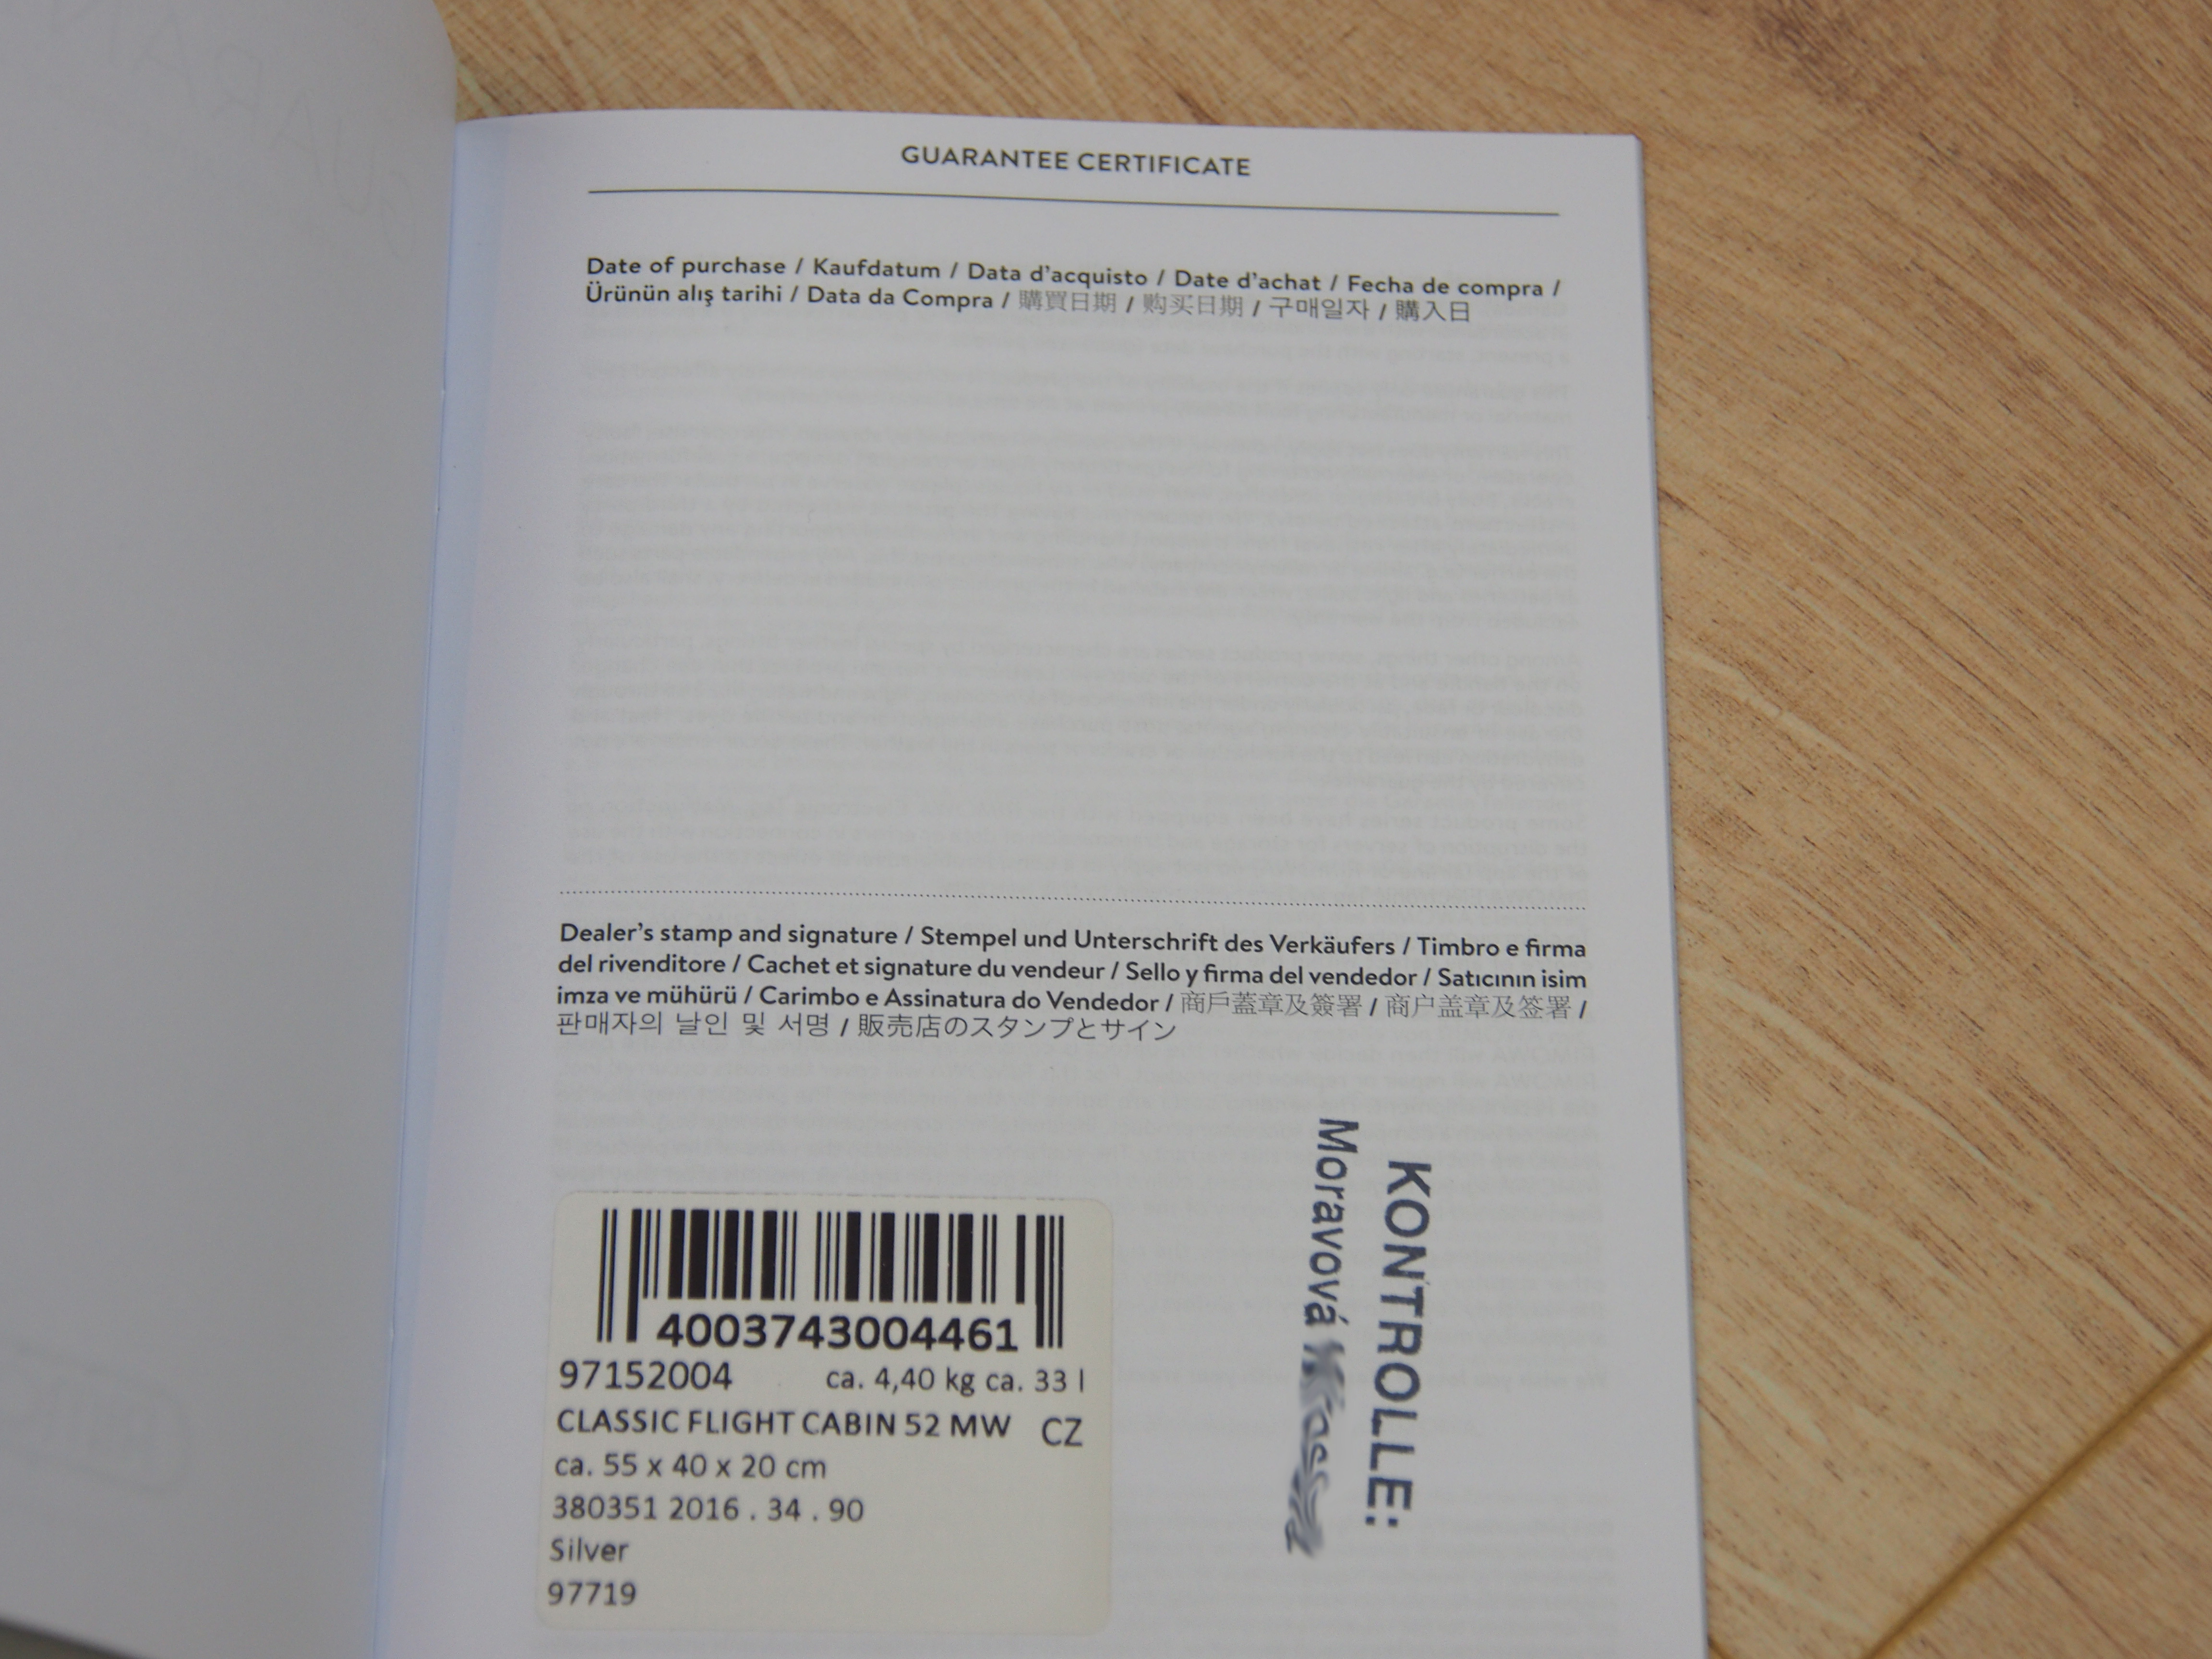 GUARANTEE CERTIFICATE
Date of purchase / Kaufdatum / Data d'acquisto / Date d'achat / Fecha de compra /
Ürünün alış tarihi / Data da Compra / 購買日期 / 购买日期 / 구매일자 / 購入日
Dealer's stamp and signature / Stempel und Unterschrift des Verkäufers / Timbro e firma
del rivenditore / Cachet et signature du vendeur / Sello y firma del vendedor / Satıcının isim
imza ve mühürü / Carimbo e Assinatura do Vendedor / 商戶蓋章及簽署 / 商户盖章及签署 /
판매자의 날인 및 서명 / 販売店のスタンプとサイン
KONTROLLE:
Moravová
4003743004461
97152004 ca. 4,40 kg ca. 33 l
CLASSIC FLIGHT CABIN 52 MW CZ
ca. 55 x 40 x 20 cm
380351 2016 . 34 . 90
Silver
97719